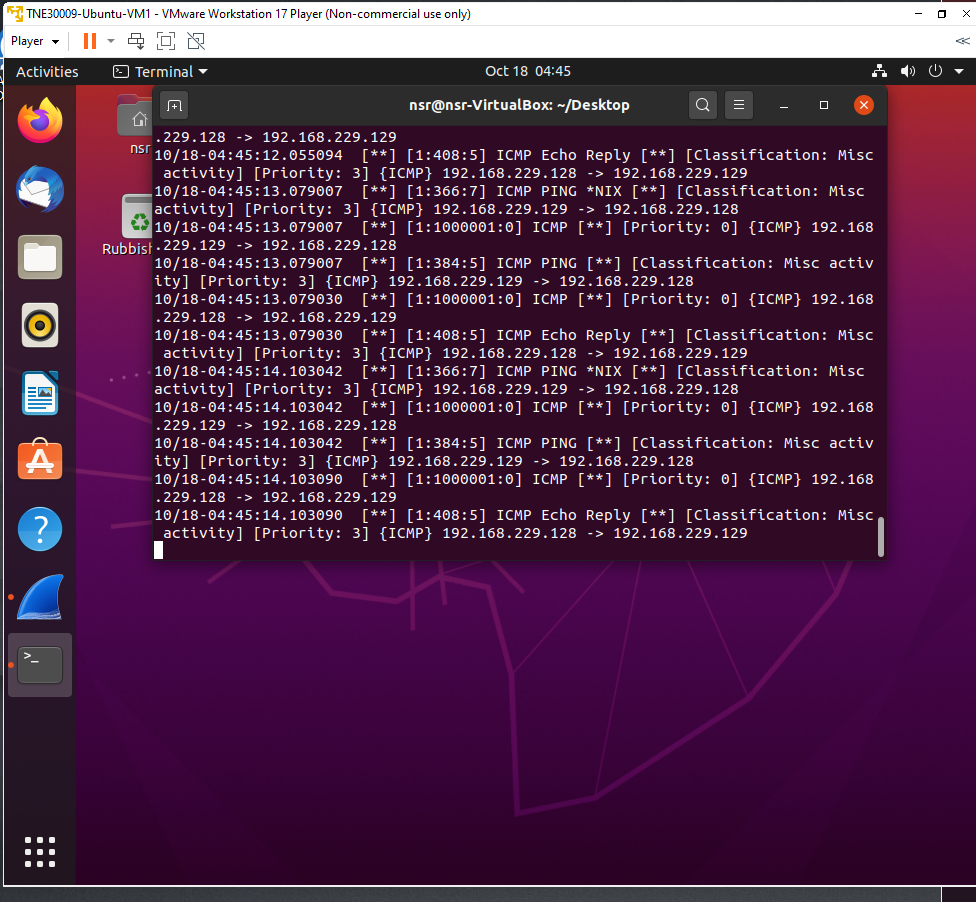 TNE30009-Ubuntu-VM1 - VMware Workstation 17 Player (Non-commercial use only)
Player
Activities Terminal Oct 18 04:45
nsr@nsr-VirtualBox: ~/Desktop
nsr
Rubbish
.229.128 -> 192.168.229.129
10/18-04:45:12.055094  [**] [1:408:5] ICMP Echo Reply [**] [Classification: Misc
 activity] [Priority: 3] {ICMP} 192.168.229.128 -> 192.168.229.129
10/18-04:45:13.079007  [**] [1:366:7] ICMP PING *NIX [**] [Classification: Misc
activity] [Priority: 3] {ICMP} 192.168.229.129 -> 192.168.229.128
10/18-04:45:13.079007  [**] [1:1000001:0] ICMP [**] [Priority: 0] {ICMP} 192.168
.229.129 -> 192.168.229.128
10/18-04:45:13.079007  [**] [1:384:5] ICMP PING [**] [Classification: Misc activ
ity] [Priority: 3] {ICMP} 192.168.229.129 -> 192.168.229.128
10/18-04:45:13.079030  [**] [1:1000001:0] ICMP [**] [Priority: 0] {ICMP} 192.168
.229.128 -> 192.168.229.129
10/18-04:45:13.079030  [**] [1:408:5] ICMP Echo Reply [**] [Classification: Misc
 activity] [Priority: 3] {ICMP} 192.168.229.128 -> 192.168.229.129
10/18-04:45:14.103042  [**] [1:366:7] ICMP PING *NIX [**] [Classification: Misc
activity] [Priority: 3] {ICMP} 192.168.229.129 -> 192.168.229.128
10/18-04:45:14.103042  [**] [1:1000001:0] ICMP [**] [Priority: 0] {ICMP} 192.168
.229.129 -> 192.168.229.128
10/18-04:45:14.103042  [**] [1:384:5] ICMP PING [**] [Classification: Misc activ
ity] [Priority: 3] {ICMP} 192.168.229.129 -> 192.168.229.128
10/18-04:45:14.103090  [**] [1:1000001:0] ICMP [**] [Priority: 0] {ICMP} 192.168
.229.128 -> 192.168.229.129
10/18-04:45:14.103090  [**] [1:408:5] ICMP Echo Reply [**] [Classification: Misc
 activity] [Priority: 3] {ICMP} 192.168.229.128 -> 192.168.229.129